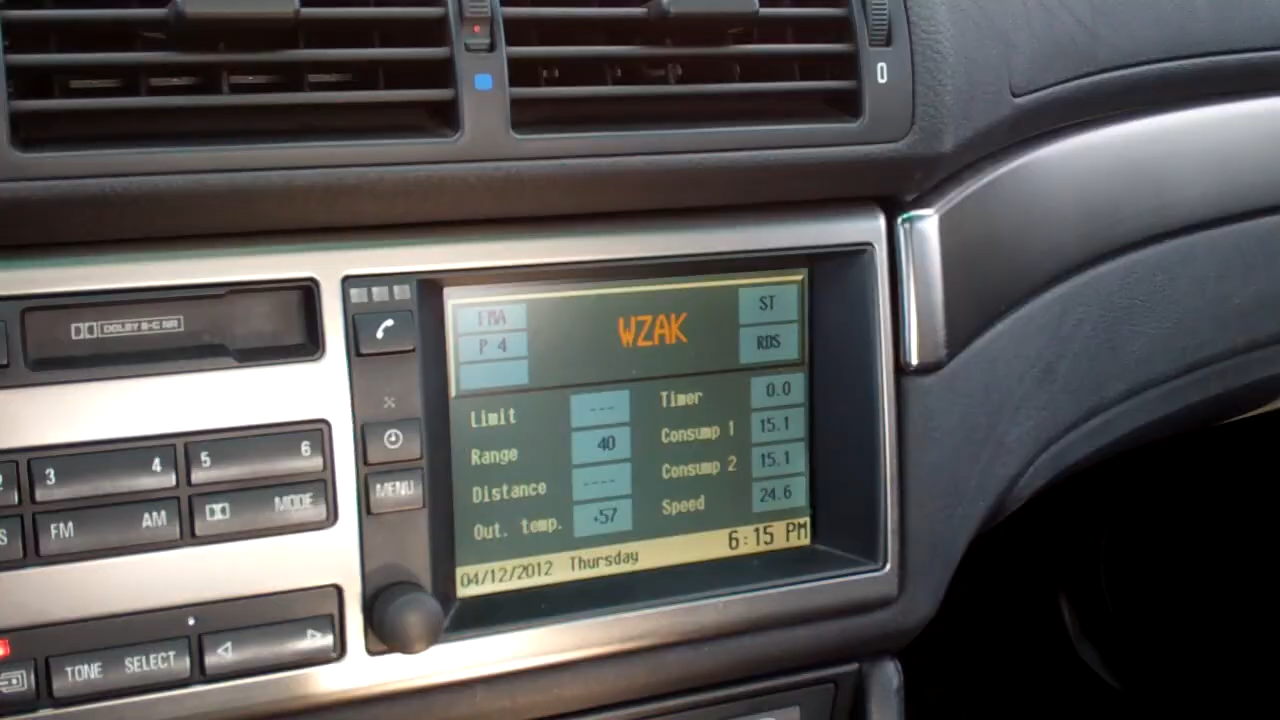 0
DOLBY B-C NR
FMA
WZAK
ST
P 4
RDS
Limit
---
Timer
0.0
Range
40
Consump 1
15.1
Distance
----
Consump 2
15.1
Out. temp.
+57
Speed
24.6
04/12/2012 Thursday
6:15 PM
MENU
3 4
5 6
FM AM
MODE
TONE SELECT